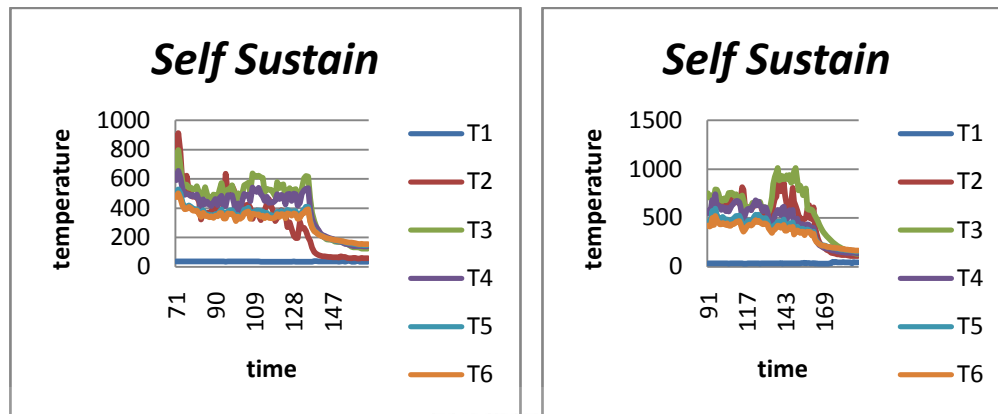 Self Sustain
1000
800
600
400
200
0
temperature
71
90
109
128
147
time
T1
T2
T3
T4
T5
T6
Self Sustain
1500
1000
500
0
temperature
91
117
143
169
time
T1
T2
T3
T4
T5
T6